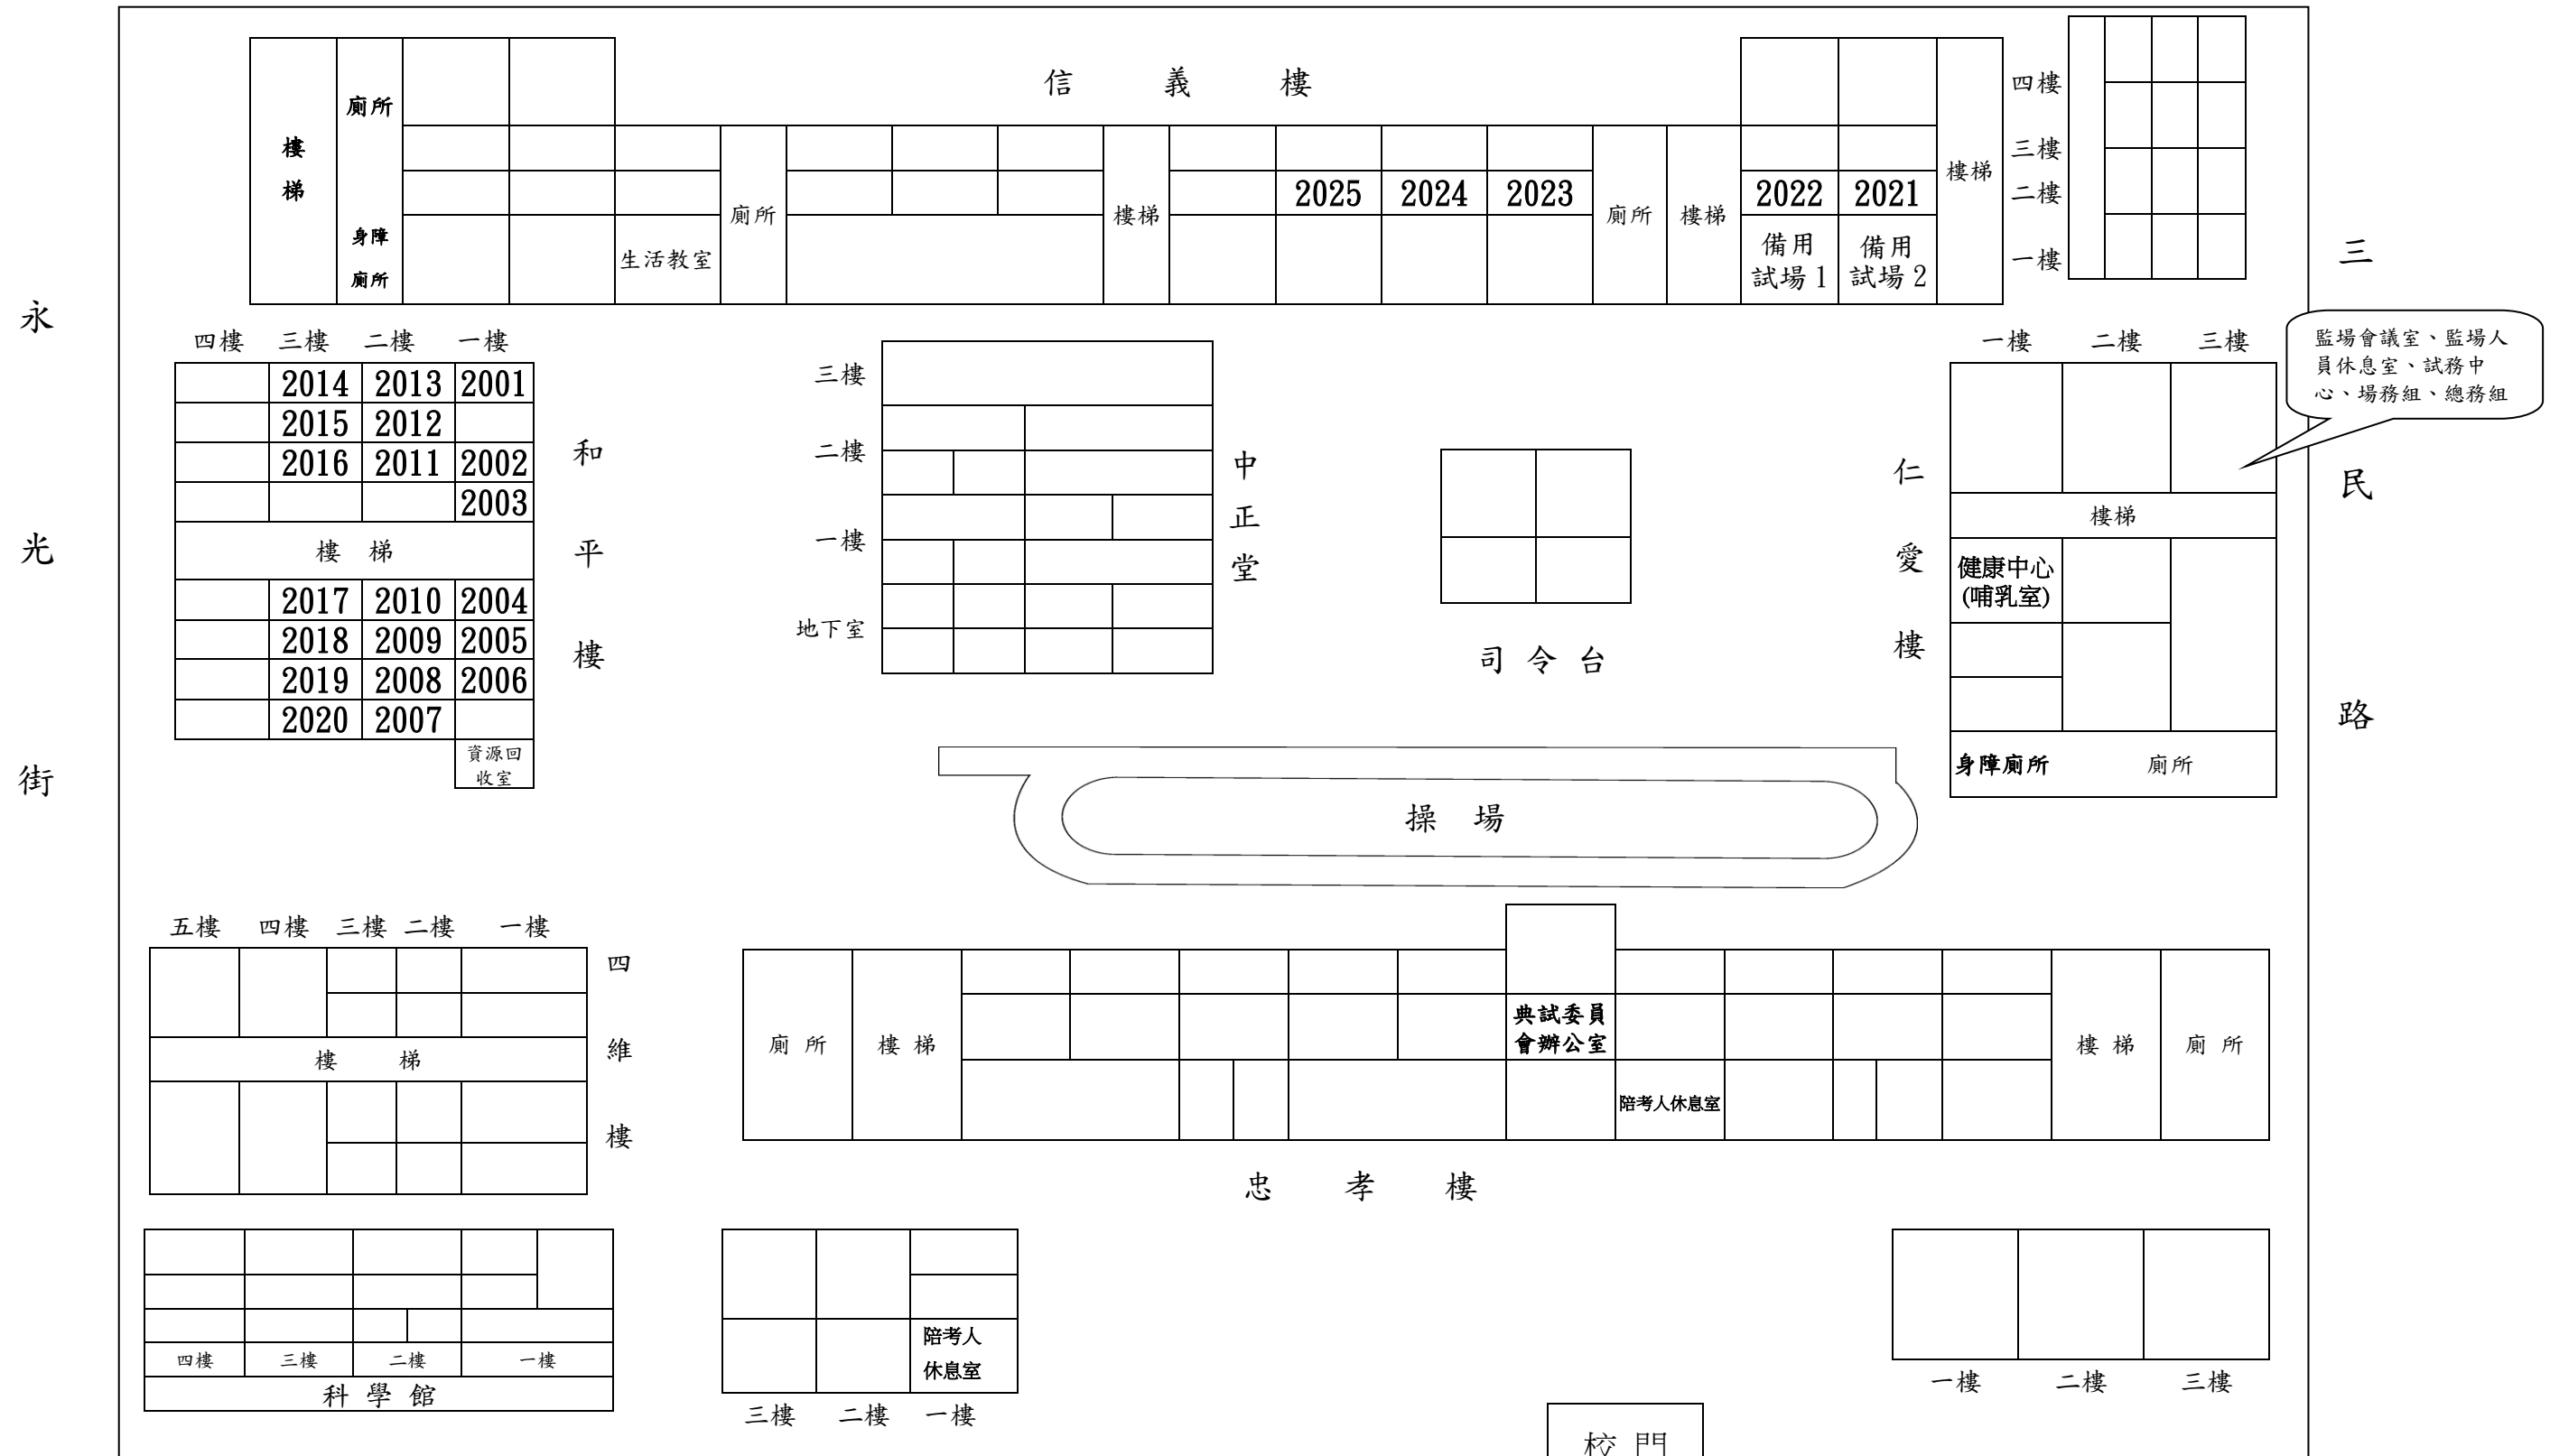 信 義 樓
樓
梯
廁所
身障
廁所
生活教室
廁所
樓梯
2025 2024 2023
廁所
樓梯
2022 2021
備用
試場 1
備用
試場 2
樓梯
四樓
三樓
二樓
一樓
永
光
街
三
民
路
四樓 三樓 二樓 一樓
2014 2013 2001
2015 2012
2016 2011 2002
2003
樓 梯
2017 2010 2004
2018 2009 2005
2019 2008 2006
2020 2007
資源回
收室
和
平
樓
三樓
二樓
一樓
地下室
中
正
堂
司 令 台
仁
愛
樓
一樓 二樓 三樓
監場會議室、監場人
員休息室、試務中
心、場務組、總務組
樓梯
健康中心
(哺乳室)
身障廁所 廁所
操 場
五樓 四樓 三樓 二樓 一樓
樓 梯
四
維
樓
廁 所
樓 梯
典試委員
會辦公室
陪考人休息室
樓 梯
廁 所
忠 孝 樓
四樓 三樓 二樓 一樓
科 學 館
陪考人
休息室
三樓 二樓 一樓
一樓 二樓 三樓
校 門